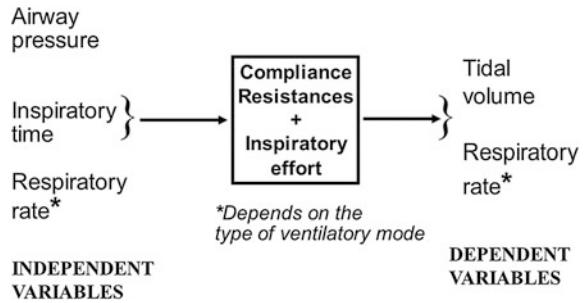 Airway
pressure
Inspiratory
time
Respiratory
rate*
INDEPENDENT
VARIABLES
Compliance
Resistances
+
Inspiratory
effort
*Depends on the
type of ventilatory mode
Tidal
volume
Respiratory
rate*
DEPENDENT
VARIABLES